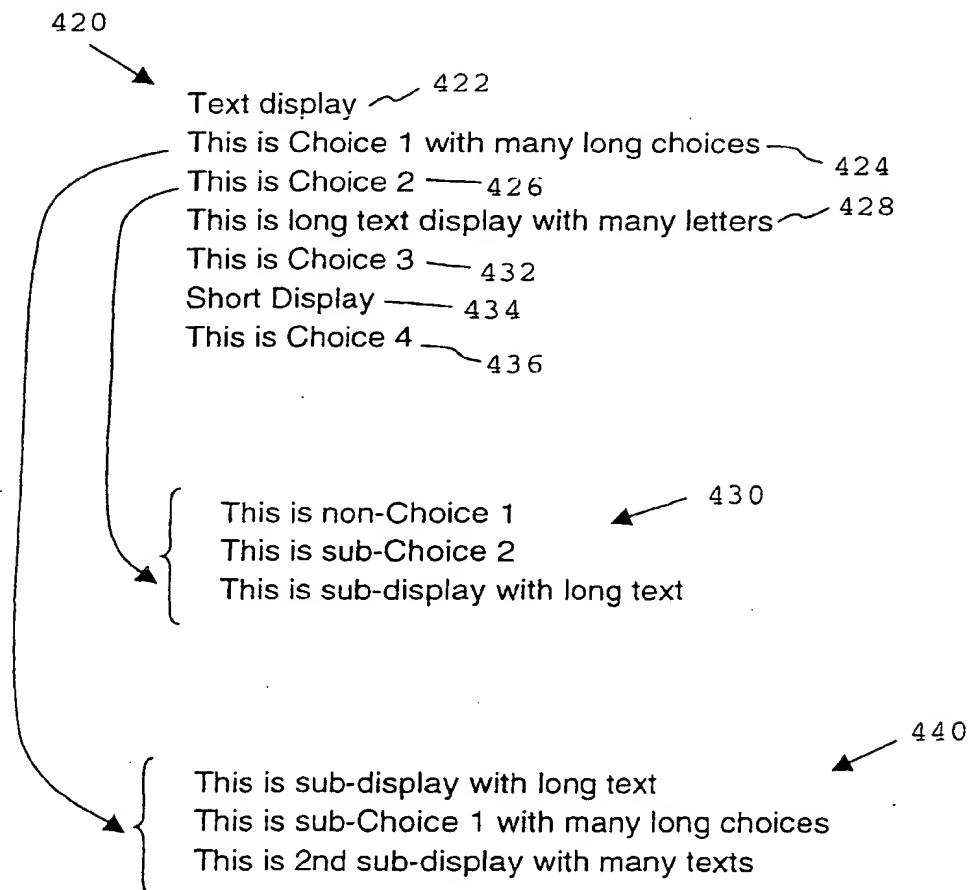 420
Text display 422
This is Choice 1 with many long choices 424
This is Choice 2 426
This is long text display with many letters 428
This is Choice 3 432
Short Display 434
This is Choice 4 436
430
This is non-Choice 1
This is sub-Choice 2
This is sub-display with long text
440
This is sub-display with long text
This is sub-Choice 1 with many long choices
This is 2nd sub-display with many texts